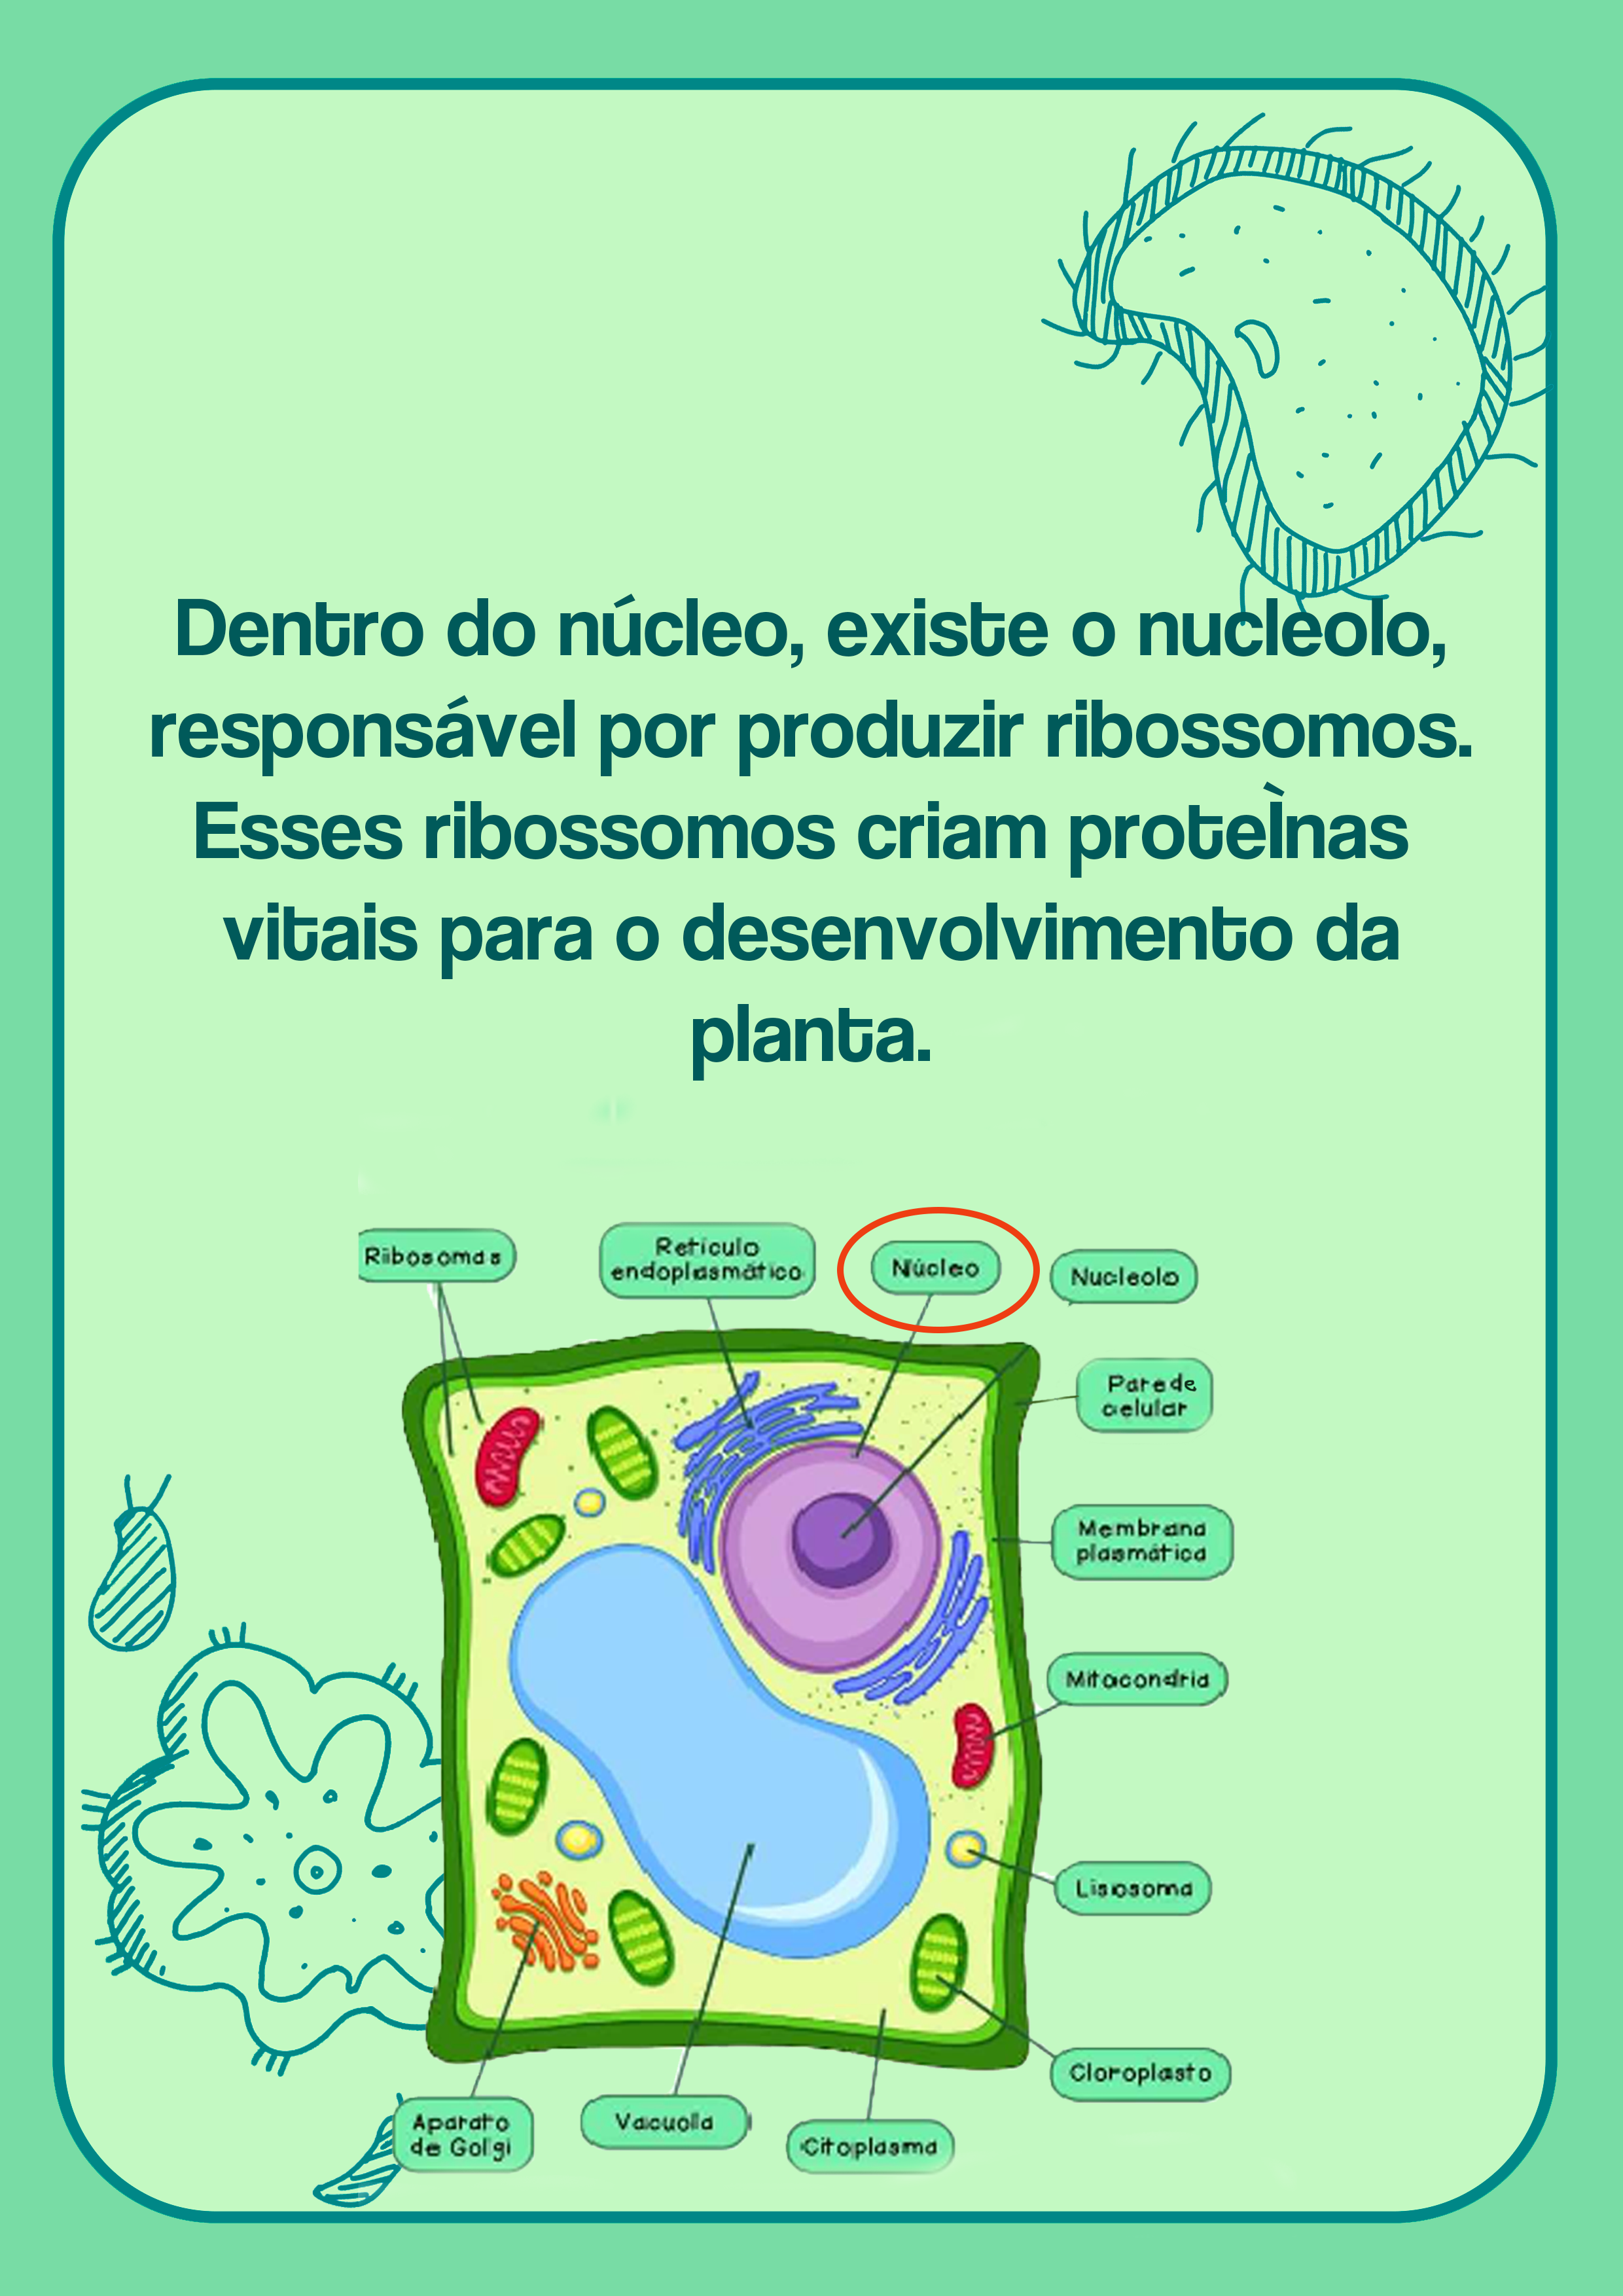 Dentro do núcleo, existe o nucleolo,
responsável por produzir ribossomos.
Esses ribossomos criam proteÌnas
vitais para o desenvolvimento da
planta.
Ribosomas
Retículo
endoplasmático
Núcleo
Nucleolo
Parede
celular
Membrana
plasmática
Mitocondria
Lisosoma
Cloroplasto
Aparato
de Golgi
Vacuola
Citoplasma